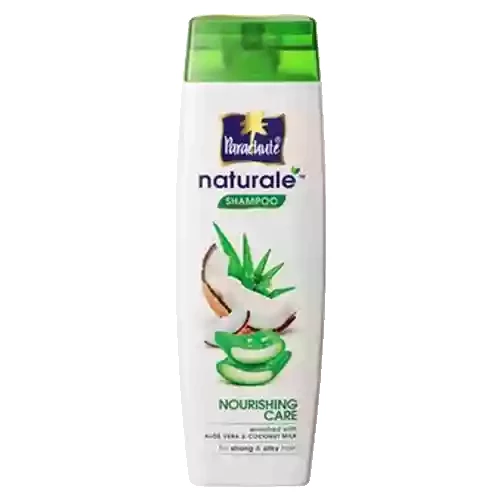 Parachute®
naturale™
SHAMPOO
NOURISHING
CARE
enriched with
ALOE VERA & COCONUT MILK
for strong & silky hair